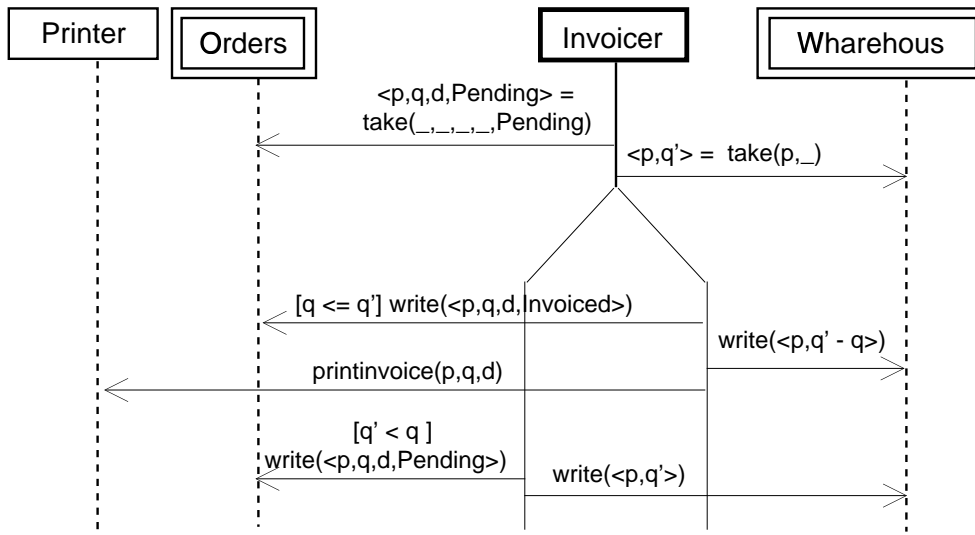 Printer
Orders
Invoicer
Wharehous
<p,q,d,Pending> =
take(_,_,_,_,Pending)
<p,q'> =  take(p,_)
[q <= q'] write(<p,q,d,Invoiced>)
write(<p,q' - q>)
printinvoice(p,q,d)
[q' < q ]
write(<p,q,d,Pending>)
write(<p,q'>)